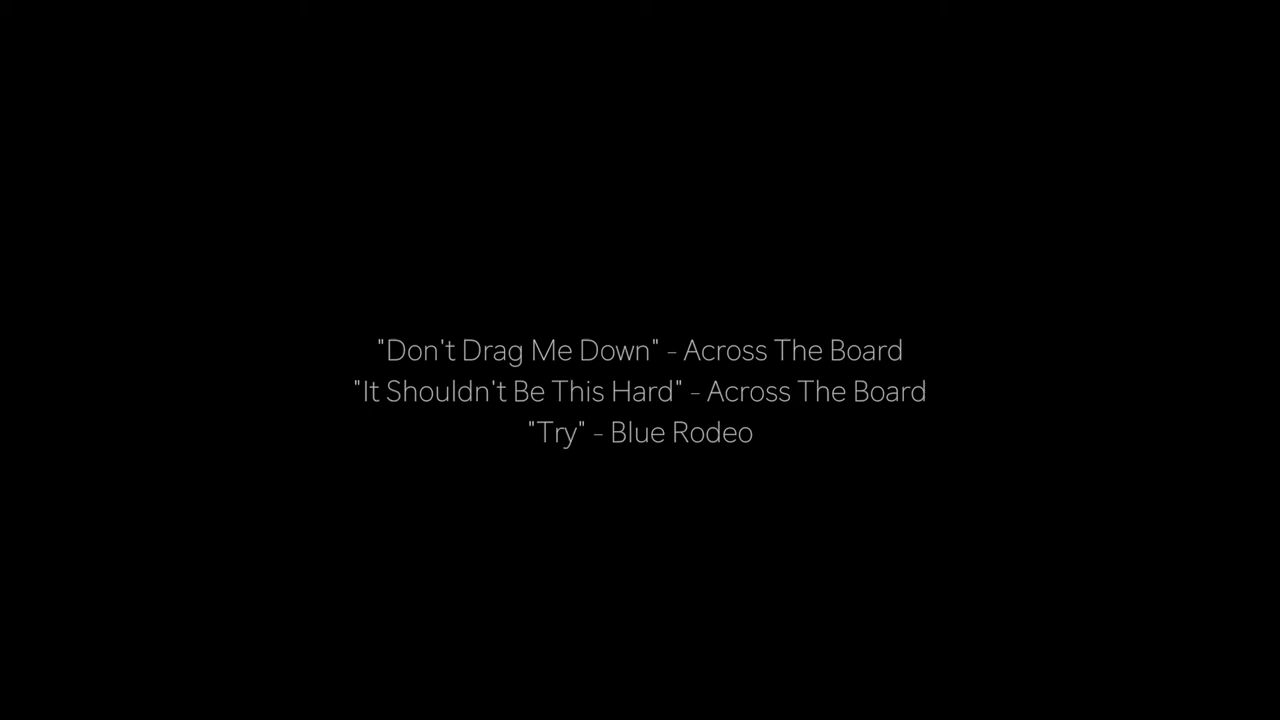 "Don't Drag Me Down" - Across The Board
"It Shouldn't Be This Hard" - Across The Board
"Try" - Blue Rodeo